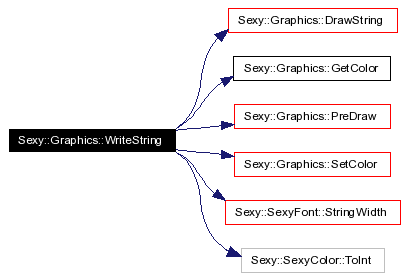 Sexy::Graphics::DrawString
Sexy::Graphics::GetColor
Sexy::Graphics::PreDraw
Sexy::Graphics::WriteString
Sexy::Graphics::SetColor
Sexy::SexyFont::StringWidth
Sexy::SexyColor::ToInt